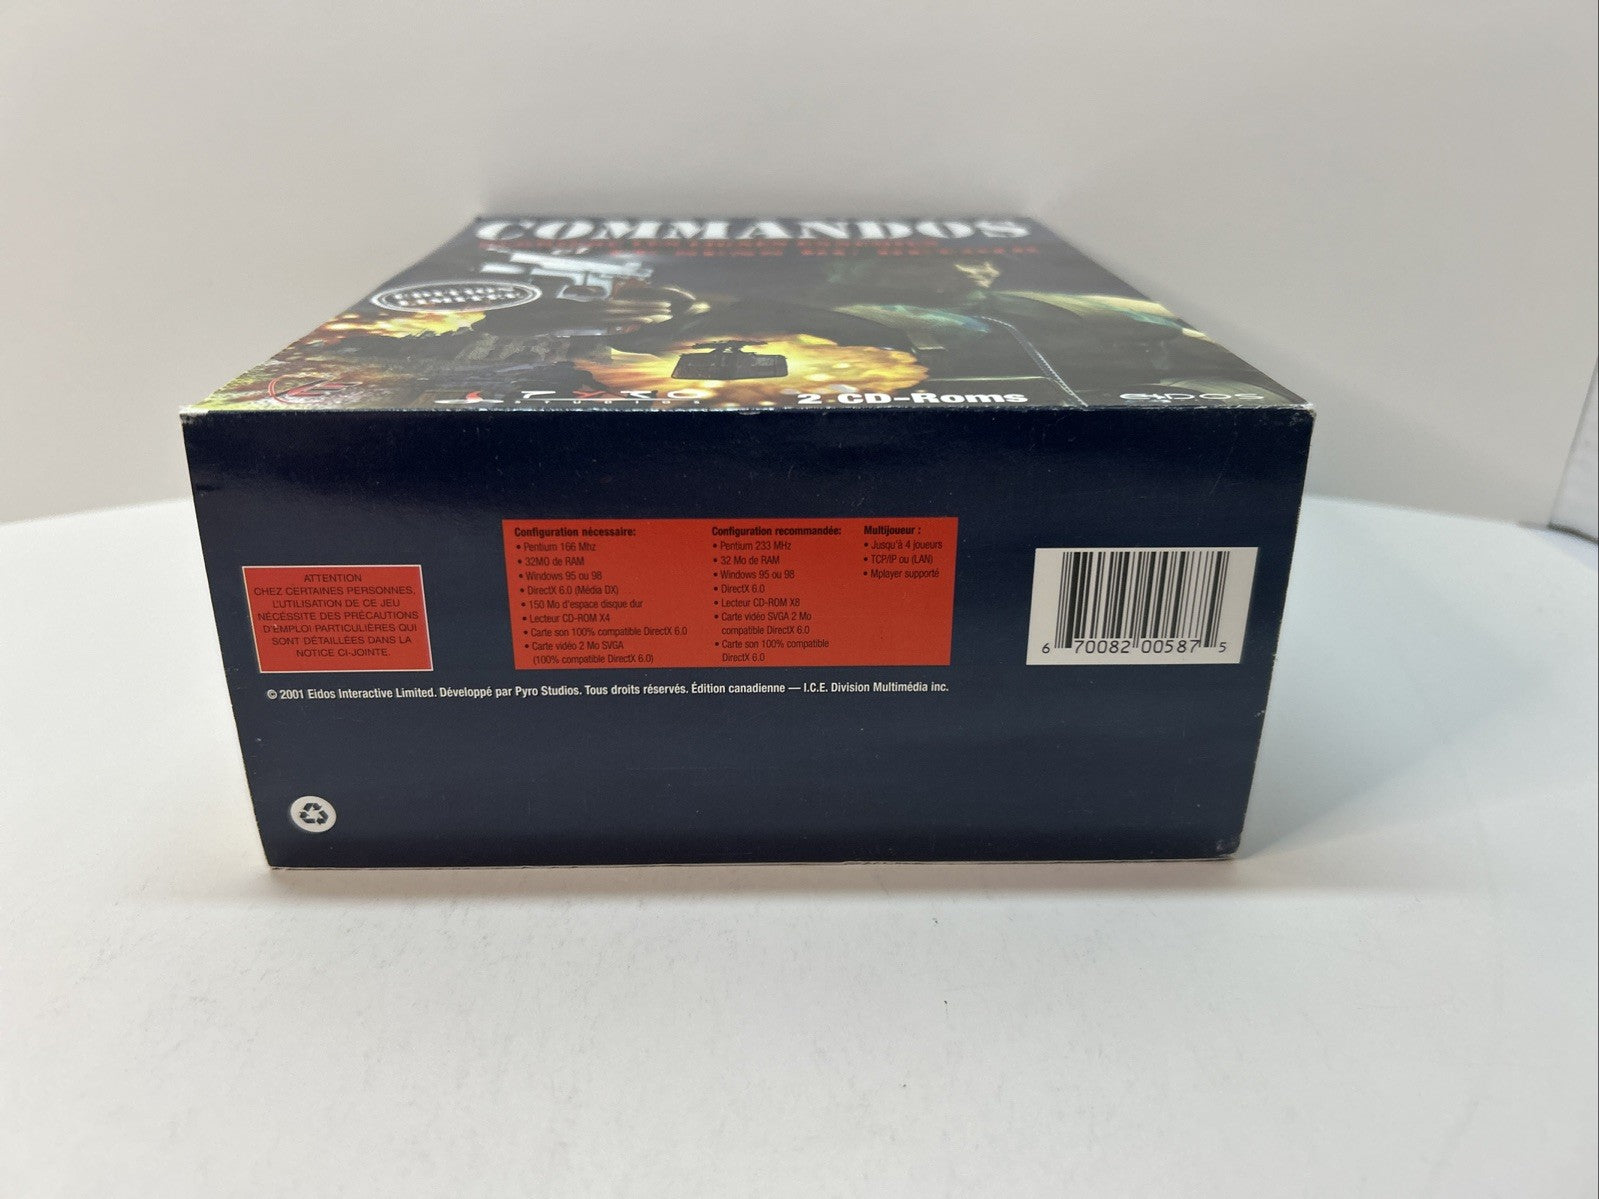 COMMANDOS
ÉDITION
LIMITÉE
PYRO
STUDIOS
2 CD-Roms
eidos
ATTENTION
CHEZ CERTAINES PERSONNES,
L'UTILISATION DE CE JEU
NÉCESSITE DES PRÉCAUTIONS
D'EMPLOI PARTICULIÈRES QUI
SONT DÉTAILLÉES DANS LA
NOTICE CI-JOINTE.
Configuration nécessaire:
• Pentium 166 Mhz
• 32MO de RAM
• Windows 95 ou 98
• DirectX 6.0 (Média DX)
• 150 Mo d'espace disque dur
• Lecteur CD-ROM X4
• Carte son 100% compatible DirectX 6.0
• Carte vidéo 2 Mo SVGA
(100% compatible DirectX 6.0)
Configuration recommandée:
• Pentium 233 MHz
• 32 Mo de RAM
• Windows 95 ou 98
• DirectX 6.0
• Lecteur CD-ROM X8
• Carte vidéo SVGA 2 Mo
compatible DirectX 6.0
• Carte son 100% compatible
DirectX 6.0
Multijoueur :
• Jusqu'à 4 joueurs
• TCP/IP ou (LAN)
• Mplayer supporté
6 70082 00587 5
© 2001 Eidos Interactive Limited. Développé par Pyro Studios. Tous droits réservés. Édition canadienne — I.C.E. Division Multimédia inc.